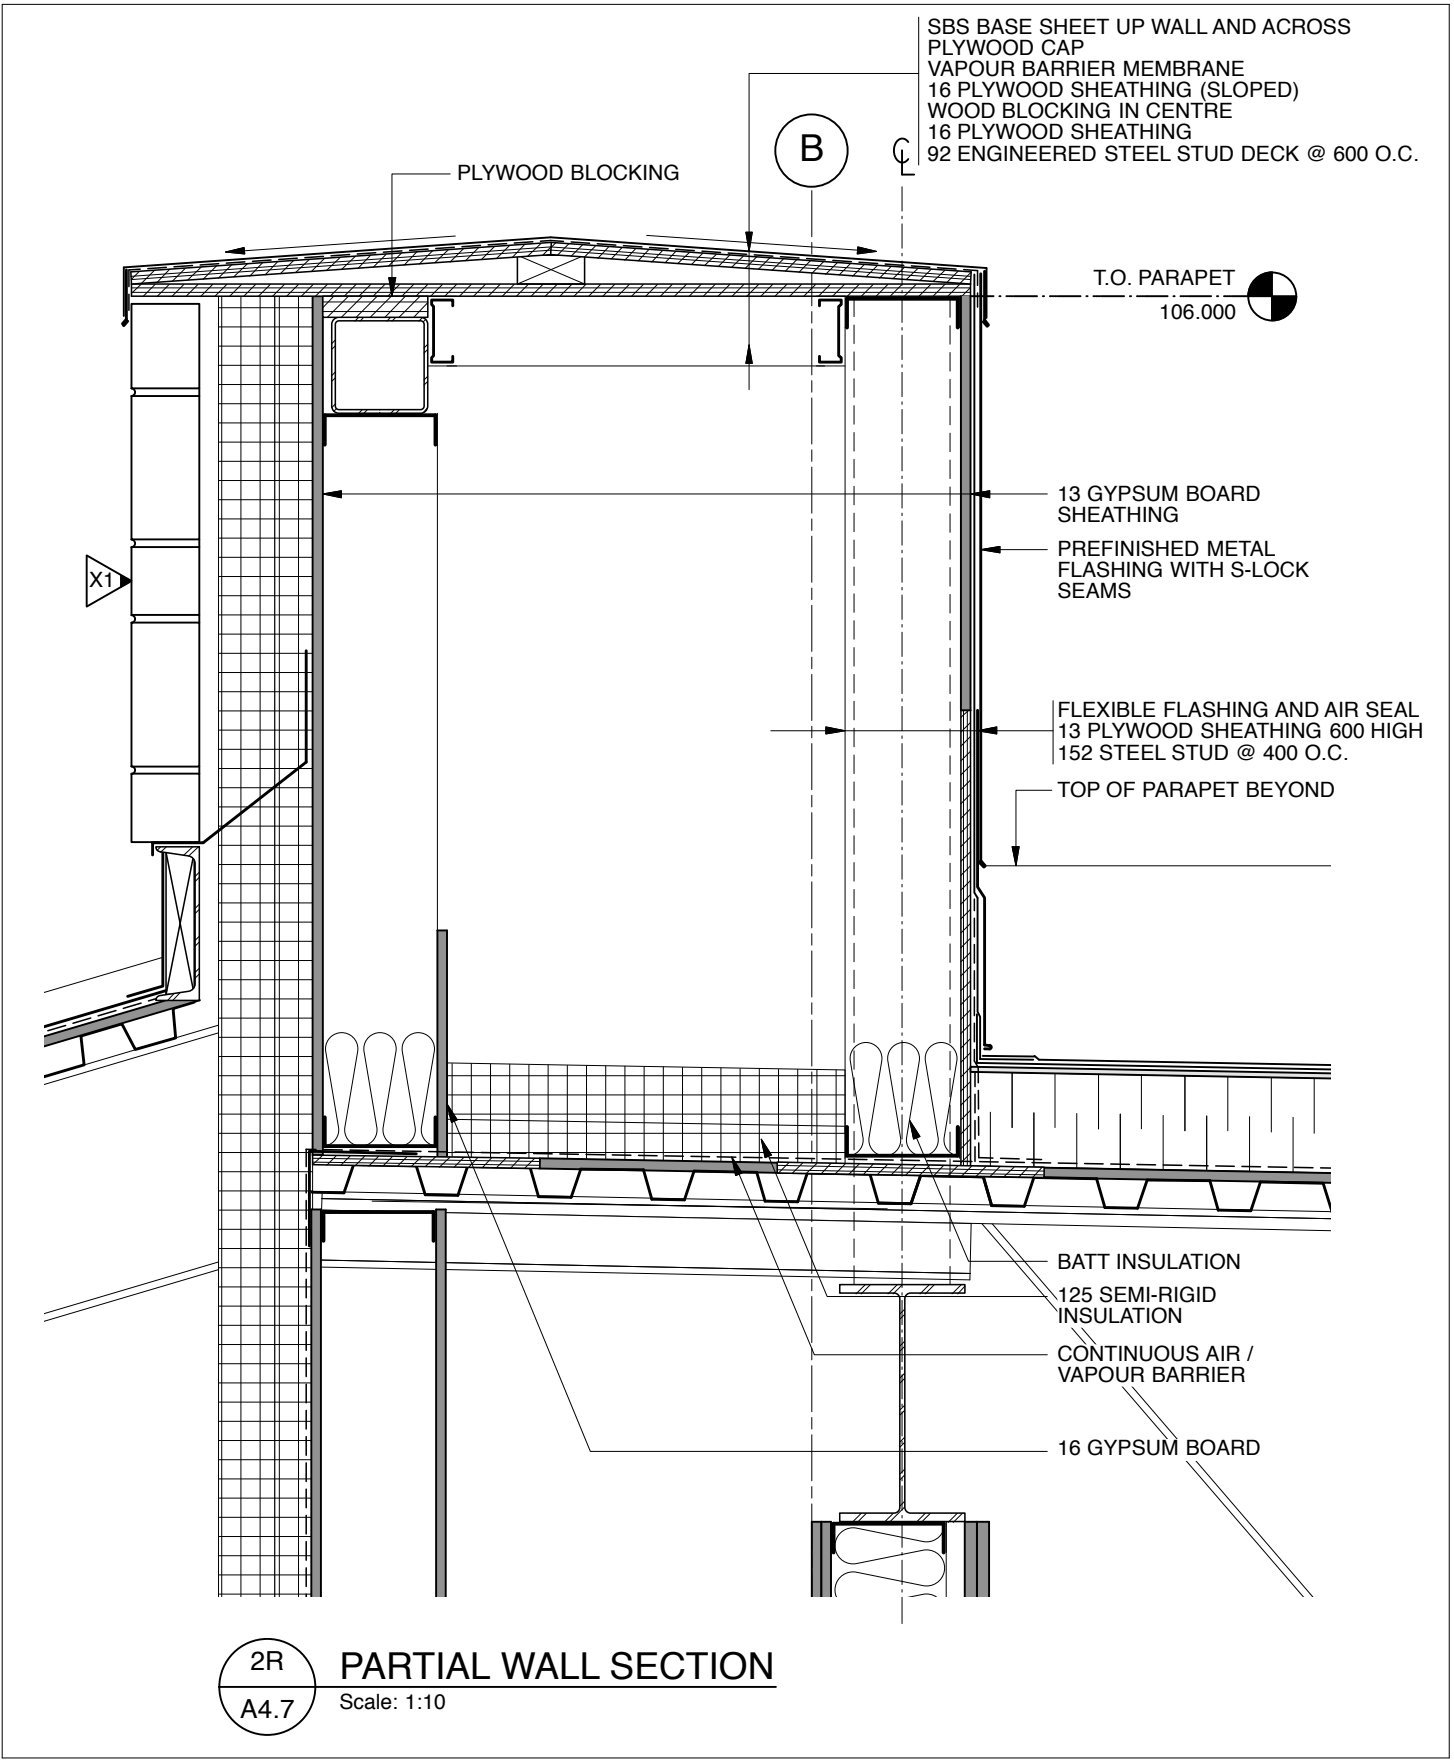 SBS BASE SHEET UP WALL AND ACROSS
PLYWOOD CAP
VAPOUR BARRIER MEMBRANE
16 PLYWOOD SHEATHING (SLOPED)
WOOD BLOCKING IN CENTRE
16 PLYWOOD SHEATHING
92 ENGINEERED STEEL STUD DECK @ 600 O.C.
B
℄
PLYWOOD BLOCKING
T.O. PARAPET
106.000
13 GYPSUM BOARD
SHEATHING
PREFINISHED METAL
FLASHING WITH S-LOCK
SEAMS
X1
FLEXIBLE FLASHING AND AIR SEAL
13 PLYWOOD SHEATHING 600 HIGH
152 STEEL STUD @ 400 O.C.
TOP OF PARAPET BEYOND
BATT INSULATION
125 SEMI-RIGID
INSULATION
CONTINUOUS AIR /
VAPOUR BARRIER
16 GYPSUM BOARD
2R
A4.7
PARTIAL WALL SECTION
Scale: 1:10